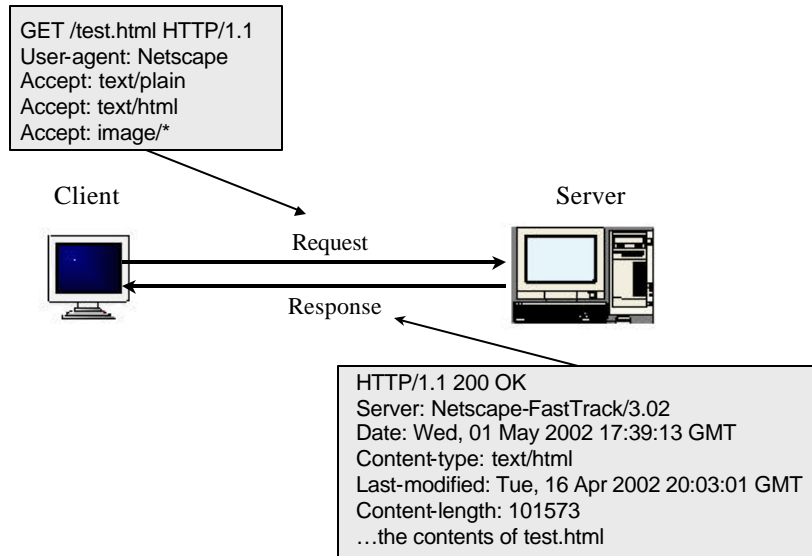 GET /test.html HTTP/1.1
User-agent: Netscape
Accept: text/plain
Accept: text/html
Accept: image/*
Client
Server
Request
Response
HTTP/1.1 200 OK
Server: Netscape-FastTrack/3.02
Date: Wed, 01 May 2002 17:39:13 GMT
Content-type: text/html
Last-modified: Tue, 16 Apr 2002 20:03:01 GMT
Content-length: 101573
…the contents of test.html